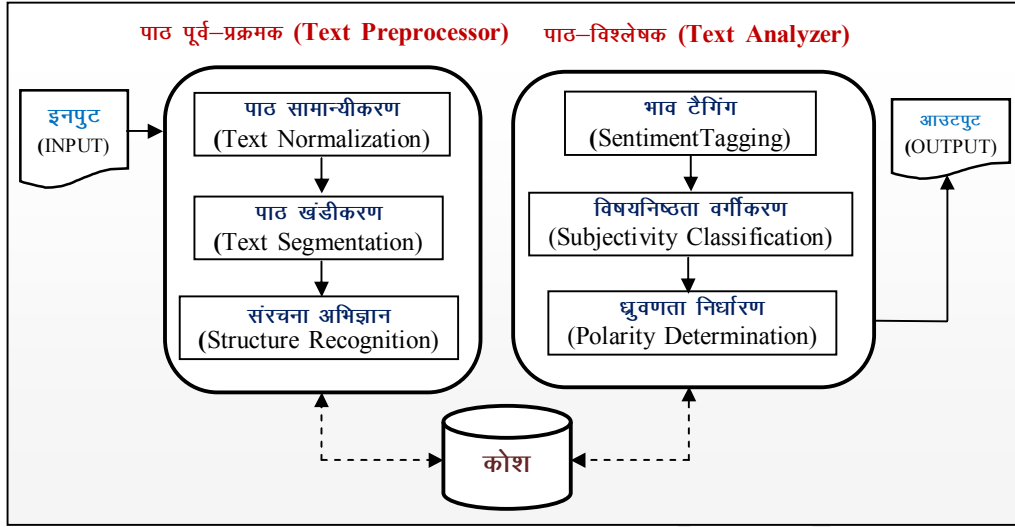 पाठ पूर्व–प्रक्रमक (Text Preprocessor)
पाठ–विश्लेषक (Text Analyzer)
इनपुट
(INPUT)
पाठ सामान्यीकरण
(Text Normalization)
पाठ खंडीकरण
(Text Segmentation)
संरचना अभिज्ञान
(Structure Recognition)
भाव टैगिंग
(SentimentTagging)
विषयनिष्ठता वर्गीकरण
(Subjectivity Classification)
ध्रुवणता निर्धारण
(Polarity Determination)
आउटपुट
(OUTPUT)
कोश